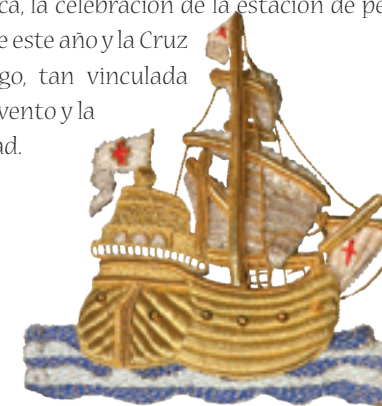 ca, la celebración de la estación de pe
e este año y la Cruz
go, tan vinculada
vento y la
ad.